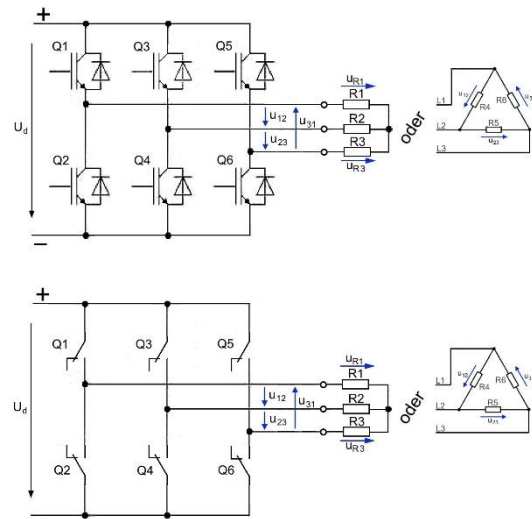 +
Q1 Q3 Q5
U_d
u_R1
R1
u_12 u_31 R2
u_23 R3
u_R3
Q2 Q4 Q6
−
oder
L1
u_12 R4 R6
L2 R5
u_23
L3
+
Q1 Q3 Q5
U_d
u_R1
R1
u_12 u_31 R2
u_23 R3
u_R3
Q2 Q4 Q6
oder
L1
u_12 R4 R6
L2 R5
u_23
L3